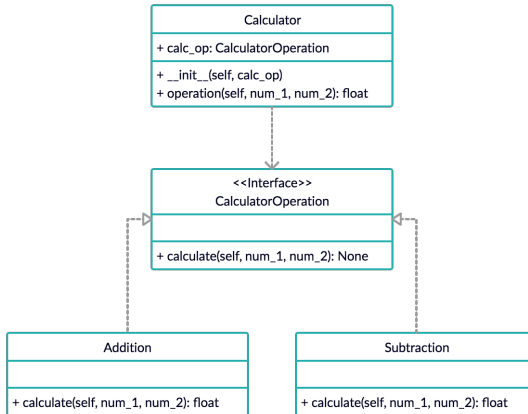 Calculator
+ calc_op: CalculatorOperation
+ __init__(self, calc_op)
+ operation(self, num_1, num_2): float
<<Interface>>
CalculatorOperation
+ calculate(self, num_1, num_2): None
Addition
+ calculate(self, num_1, num_2): float
Subtraction
+ calculate(self, num_1, num_2): float